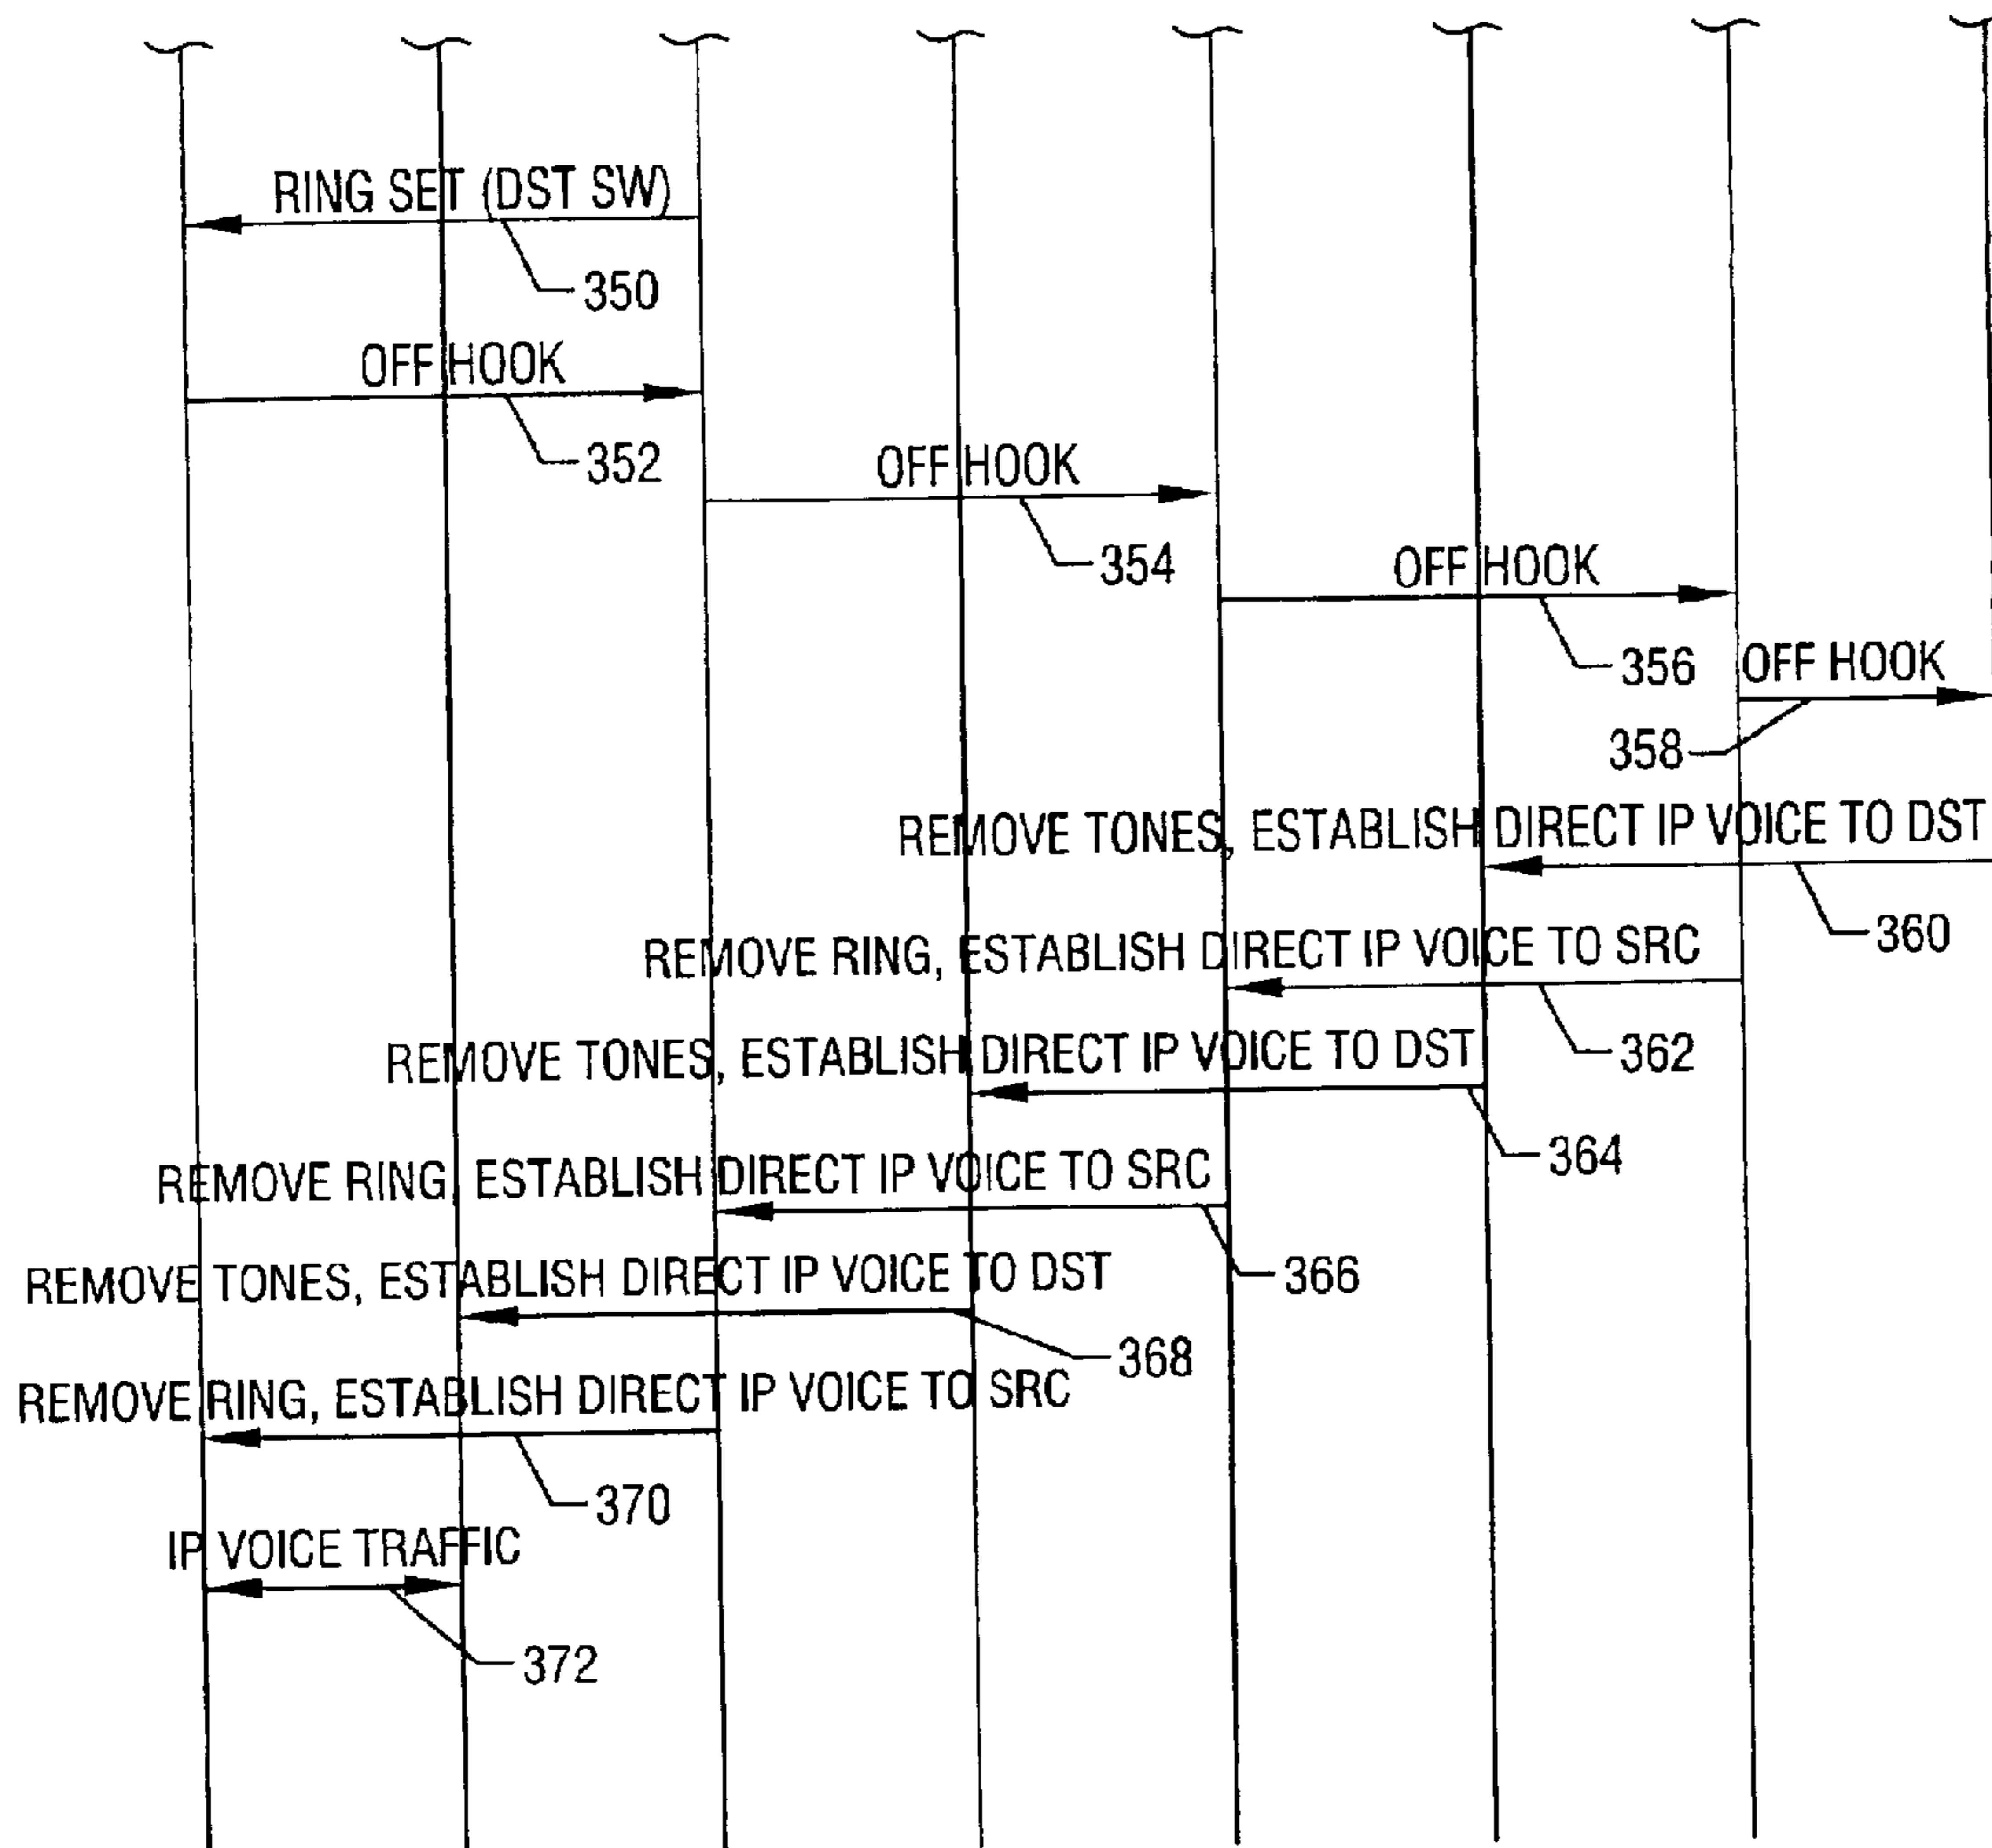 RING SET (DST SW)
350
OFF HOOK
352
OFF HOOK
354
OFF HOOK
356
OFF HOOK
358
REMOVE TONES, ESTABLISH DIRECT IP VOICE TO DST
360
REMOVE RING, ESTABLISH DIRECT IP VOICE TO SRC
362
REMOVE TONES, ESTABLISH DIRECT IP VOICE TO DST
364
REMOVE RING, ESTABLISH DIRECT IP VOICE TO SRC
366
REMOVE TONES, ESTABLISH DIRECT IP VOICE TO DST
368
REMOVE RING, ESTABLISH DIRECT IP VOICE TO SRC
370
IP VOICE TRAFFIC
372